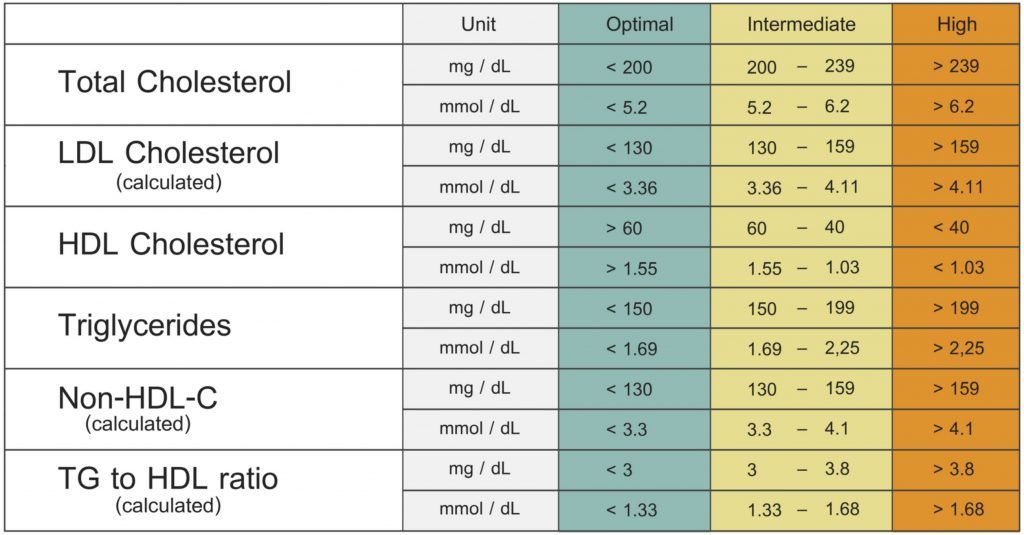 Unit Optimal Intermediate High
Total Cholesterol
mg / dL < 200 200 – 239 > 239
mmol / dL < 5.2 5.2 – 6.2 > 6.2
LDL Cholesterol
(calculated)
mg / dL < 130 130 – 159 > 159
mmol / dL < 3.36 3.36 – 4.11 > 4.11
HDL Cholesterol
mg / dL > 60 60 – 40 < 40
mmol / dL > 1.55 1.55 – 1.03 < 1.03
Triglycerides
mg / dL < 150 150 – 199 > 199
mmol / dL < 1.69 1.69 – 2,25 > 2,25
Non-HDL-C
(calculated)
mg / dL < 130 130 – 159 > 159
mmol / dL < 3.3 3.3 – 4.1 > 4.1
TG to HDL ratio
(calculated)
mg / dL < 3 3 – 3.8 > 3.8
mmol / dL < 1.33 1.33 – 1.68 > 1.68